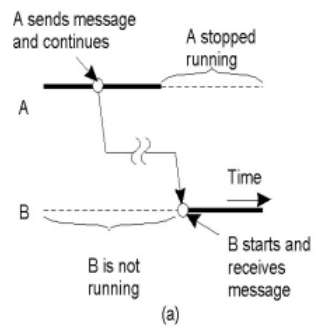 A sends message
and continues
A stopped
running
A
Time
B
B is not
running
B starts and
receives
message
(a)